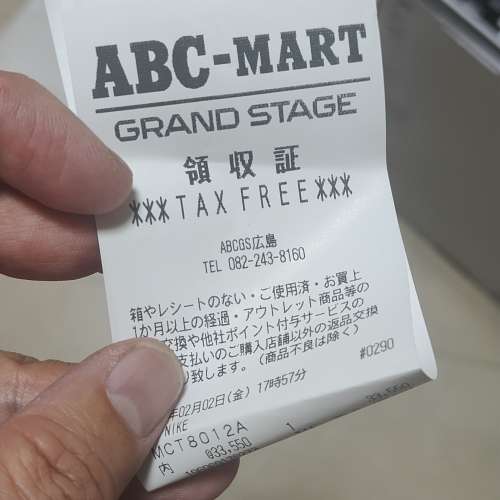 ABC-MART
GRAND STAGE
領収証
***TAX FREE***
ABCGS広島
TEL 082-243-8160
箱やレシートのない・ご使用済・お買上
1か月以上の経過・アウトレット商品等の
交換や他社ポイント付与サービスの
支払いのご購入店舗以外の返品交換
り致します。(商品不良は除く)
#0290
年02月02日(金) 17時57分
NIKE
MCT8012A 1 33,550
内 @33,550